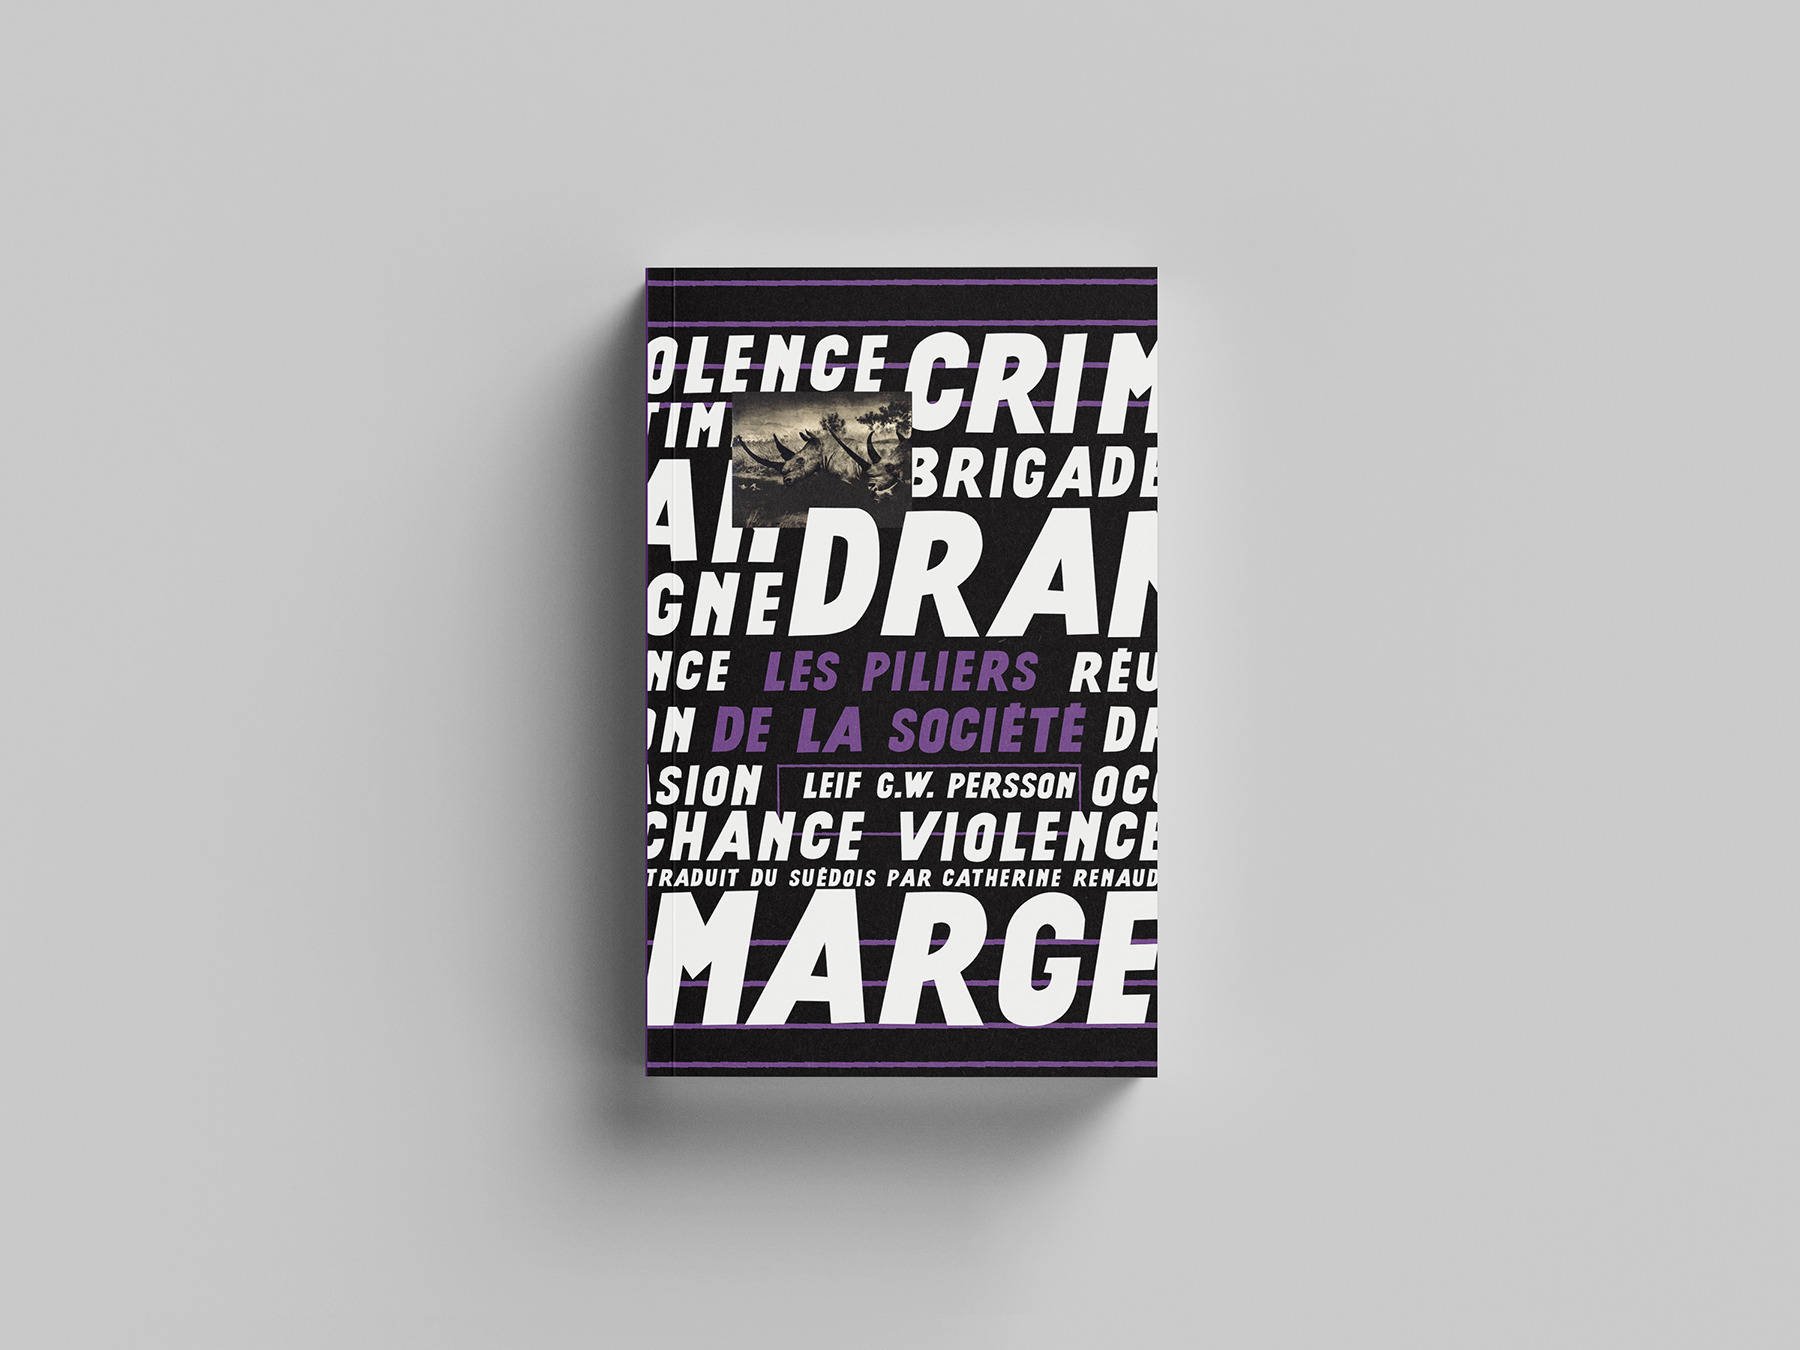 OLENCE CRIM
TIM
BRIGADE
AL
DRAM
GNE
NCE LES PILIERS RÉU
ON DE LA SOCIÉTÉ DA
ASION LEIF G.W. PERSSON OCC
CHANCE VIOLENCE
TRADUIT DU SUÉDOIS PAR CATHERINE RENAUD
MARGE